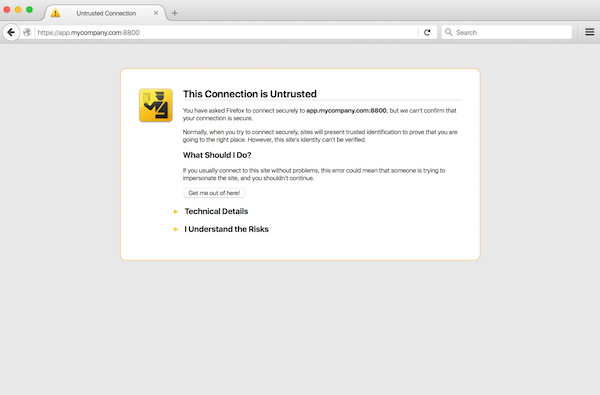 Untrusted Connection
https://app.mycompany.com:8800
Search
This Connection is Untrusted
You have asked Firefox to connect securely to app.mycompany.com:8800, but we can't confirm that
your connection is secure.
Normally, when you try to connect securely, sites will present trusted identification to prove that you are
going to the right place. However, this site's identity can't be verified.
What Should I Do?
If you usually connect to this site without problems, this error could mean that someone is trying to
impersonate the site, and you shouldn't continue.
Get me out of here!
Technical Details
I Understand the Risks